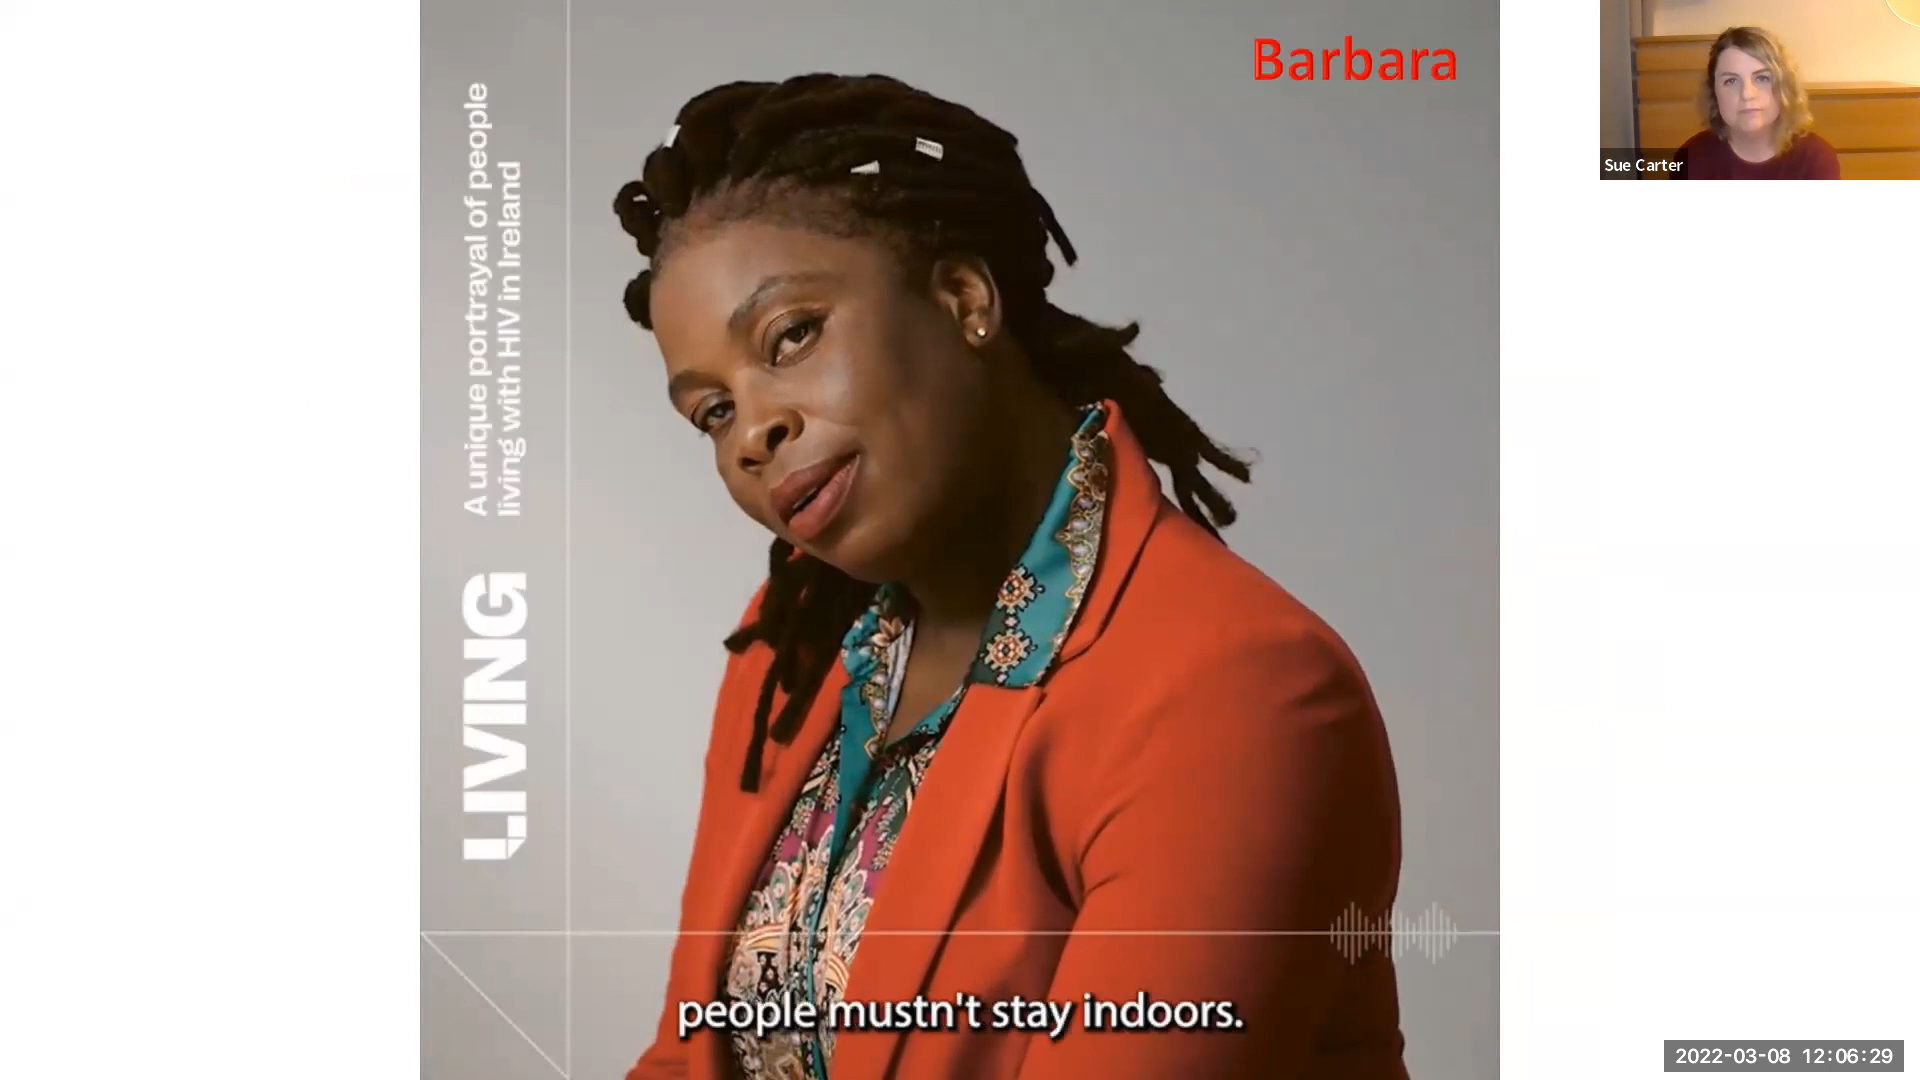 Barbara
Sue Carter
A unique portrayal of people
living with HIV in Ireland
LIVING
people mustn't stay indoors.
2022-03-08 12:06:29